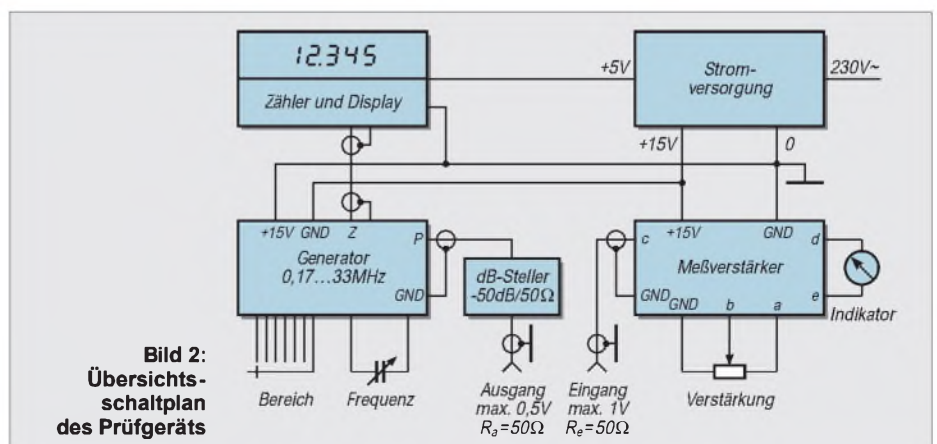 12.345
Zähler und Display
+5V
Strom-
versorgung
230V~
+15V
0
+15V GND Z
P
Generator
0,17...33MHz
GND
dB-Steller
-50dB/50Ω
c +15V GND d
Meßverstärker
GND GND b a e
Indikator
Bereich
Frequenz
Ausgang
max. 0,5V
Ra=50Ω
Eingang
max. 1V
Re=50Ω
Verstärkung
Bild 2:
Übersichts-
schaltplan
des Prüfgeräts